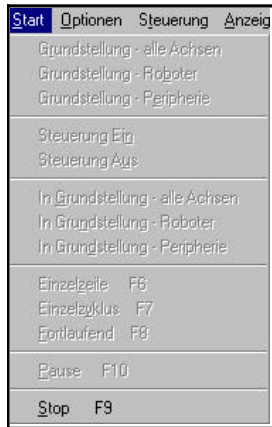 Start Optionen Steuerung Anzeig
Grundstellung - alle Achsen
Grundstellung - Roboter
Grundstellung - Peripherie
Steuerung Ein
Steuerung Aus
In Grundstellung - alle Achsen
In Grundstellung - Roboter
In Grundstellung - Peripherie
Einzelzeile F6
Einzelzyklus F7
Fortlaufend F8
Pause F10
Stop F9